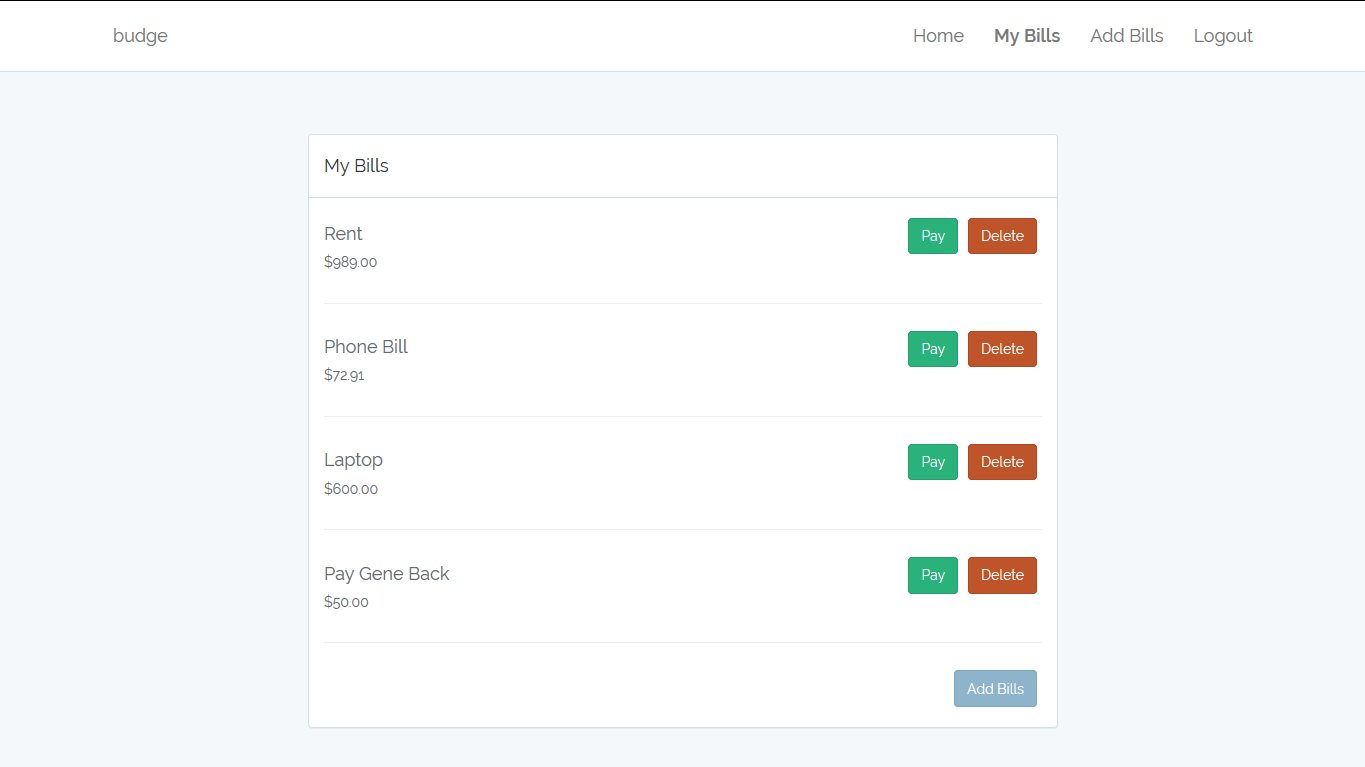 budge
Home My Bills Add Bills Logout
My Bills
Rent
Pay Delete
$989.00
Phone Bill
Pay Delete
$72.91
Laptop
Pay Delete
$600.00
Pay Gene Back
Pay Delete
$50.00
Add Bills